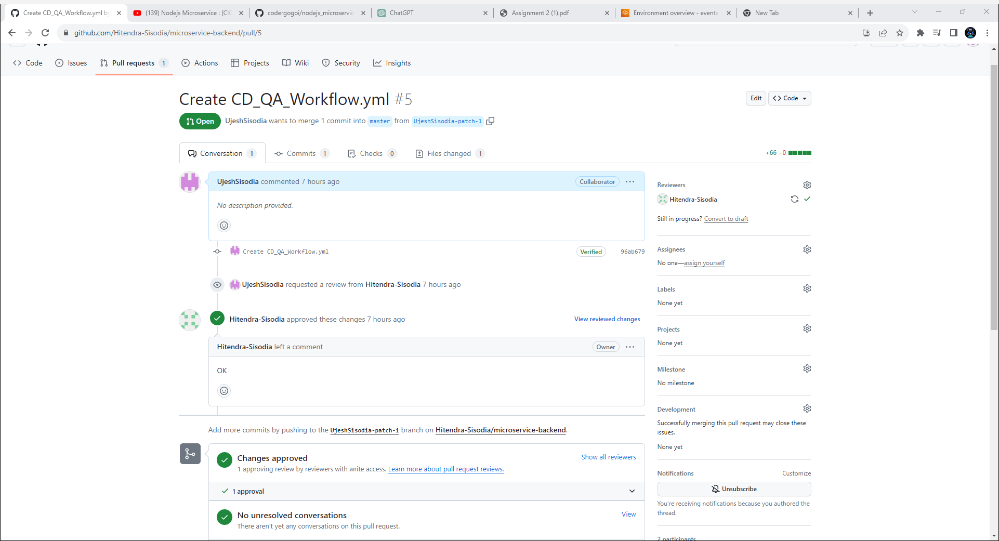 Create CD_QA_Workflow.yml by
(139) Nodejs Microservice : (CIC
codergogoi/nodejs_microservic
ChatGPT
Assignment 2 (1).pdf
Environment overview - events
New Tab
github.com/Hitendra-Sisodia/microservice-backend/pull/5
Code
Issues
Pull requests 1
Actions
Projects
Wiki
Security
Insights
Create CD_QA_Workflow.yml #5
Edit
<> Code
Open
UjeshSisodia wants to merge 1 commit into master from UjeshSisodia-patch-1
Conversation 1
Commits 1
Checks 0
Files changed 1
+66 −0
UjeshSisodia commented 7 hours ago
Collaborator
No description provided.
Create CD_QA_Workflow.yml
Verified
96ab679
UjeshSisodia requested a review from Hitendra-Sisodia 7 hours ago
Hitendra-Sisodia approved these changes 7 hours ago
View reviewed changes
Hitendra-Sisodia left a comment
Owner
OK
Add more commits by pushing to the UjeshSisodia-patch-1 branch on Hitendra-Sisodia/microservice-backend.
Changes approved
Show all reviewers
1 approving review by reviewers with write access. Learn more about pull request reviews.
1 approval
No unresolved conversations
View
There aren't yet any conversations on this pull request.
Reviewers
Hitendra-Sisodia
Still in progress? Convert to draft
Assignees
No one—assign yourself
Labels
None yet
Projects
None yet
Milestone
No milestone
Development
Successfully merging this pull request may close these
issues.
None yet
Notifications
Customize
Unsubscribe
You're receiving notifications because you authored the
thread.
2 participants